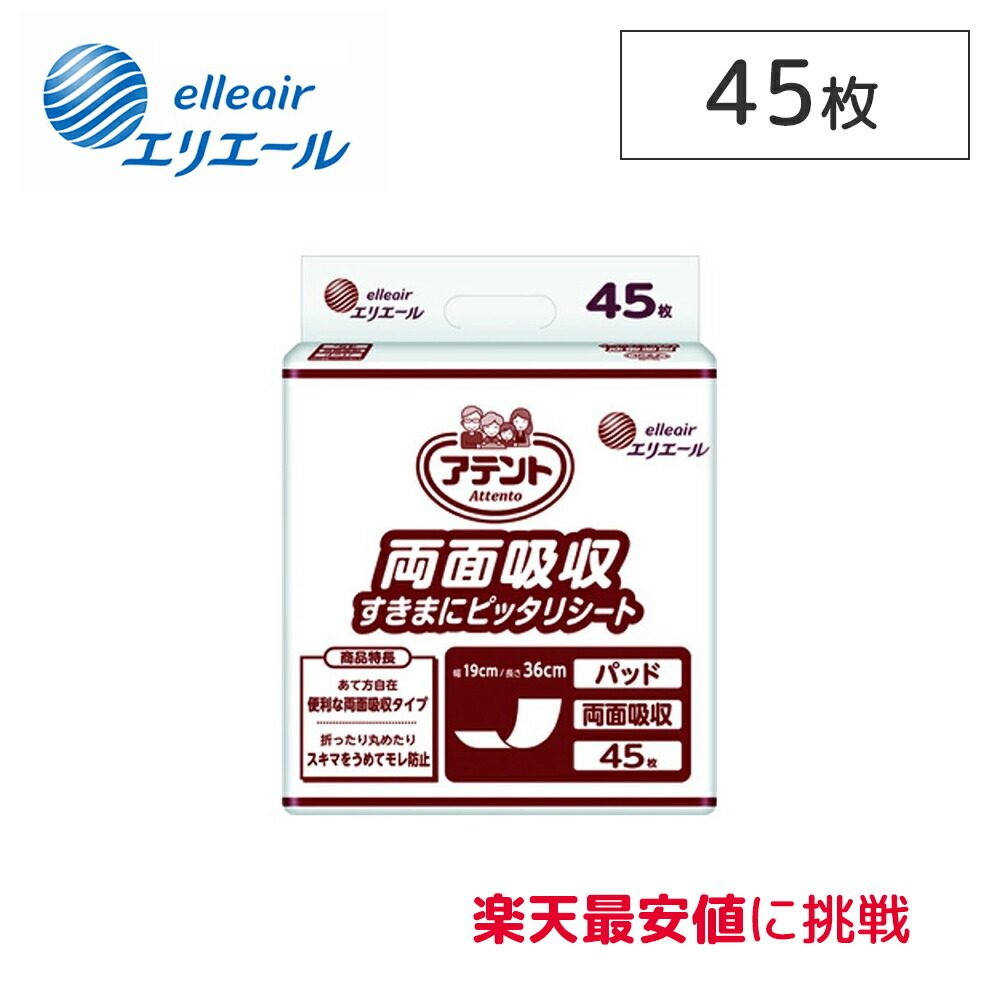 elleair
エリエール
45枚
elleair
エリエール
45枚
elleair
エリエール
アテント
Attento
両面吸収
すきまにピッタリシート
商品特長
あて方自在
便利な両面吸収タイプ
折ったり丸めたり
スキマをうめてモレ防止
幅19cm/長さ36cm
パッド
両面吸収
45枚
楽天最安値に挑戦